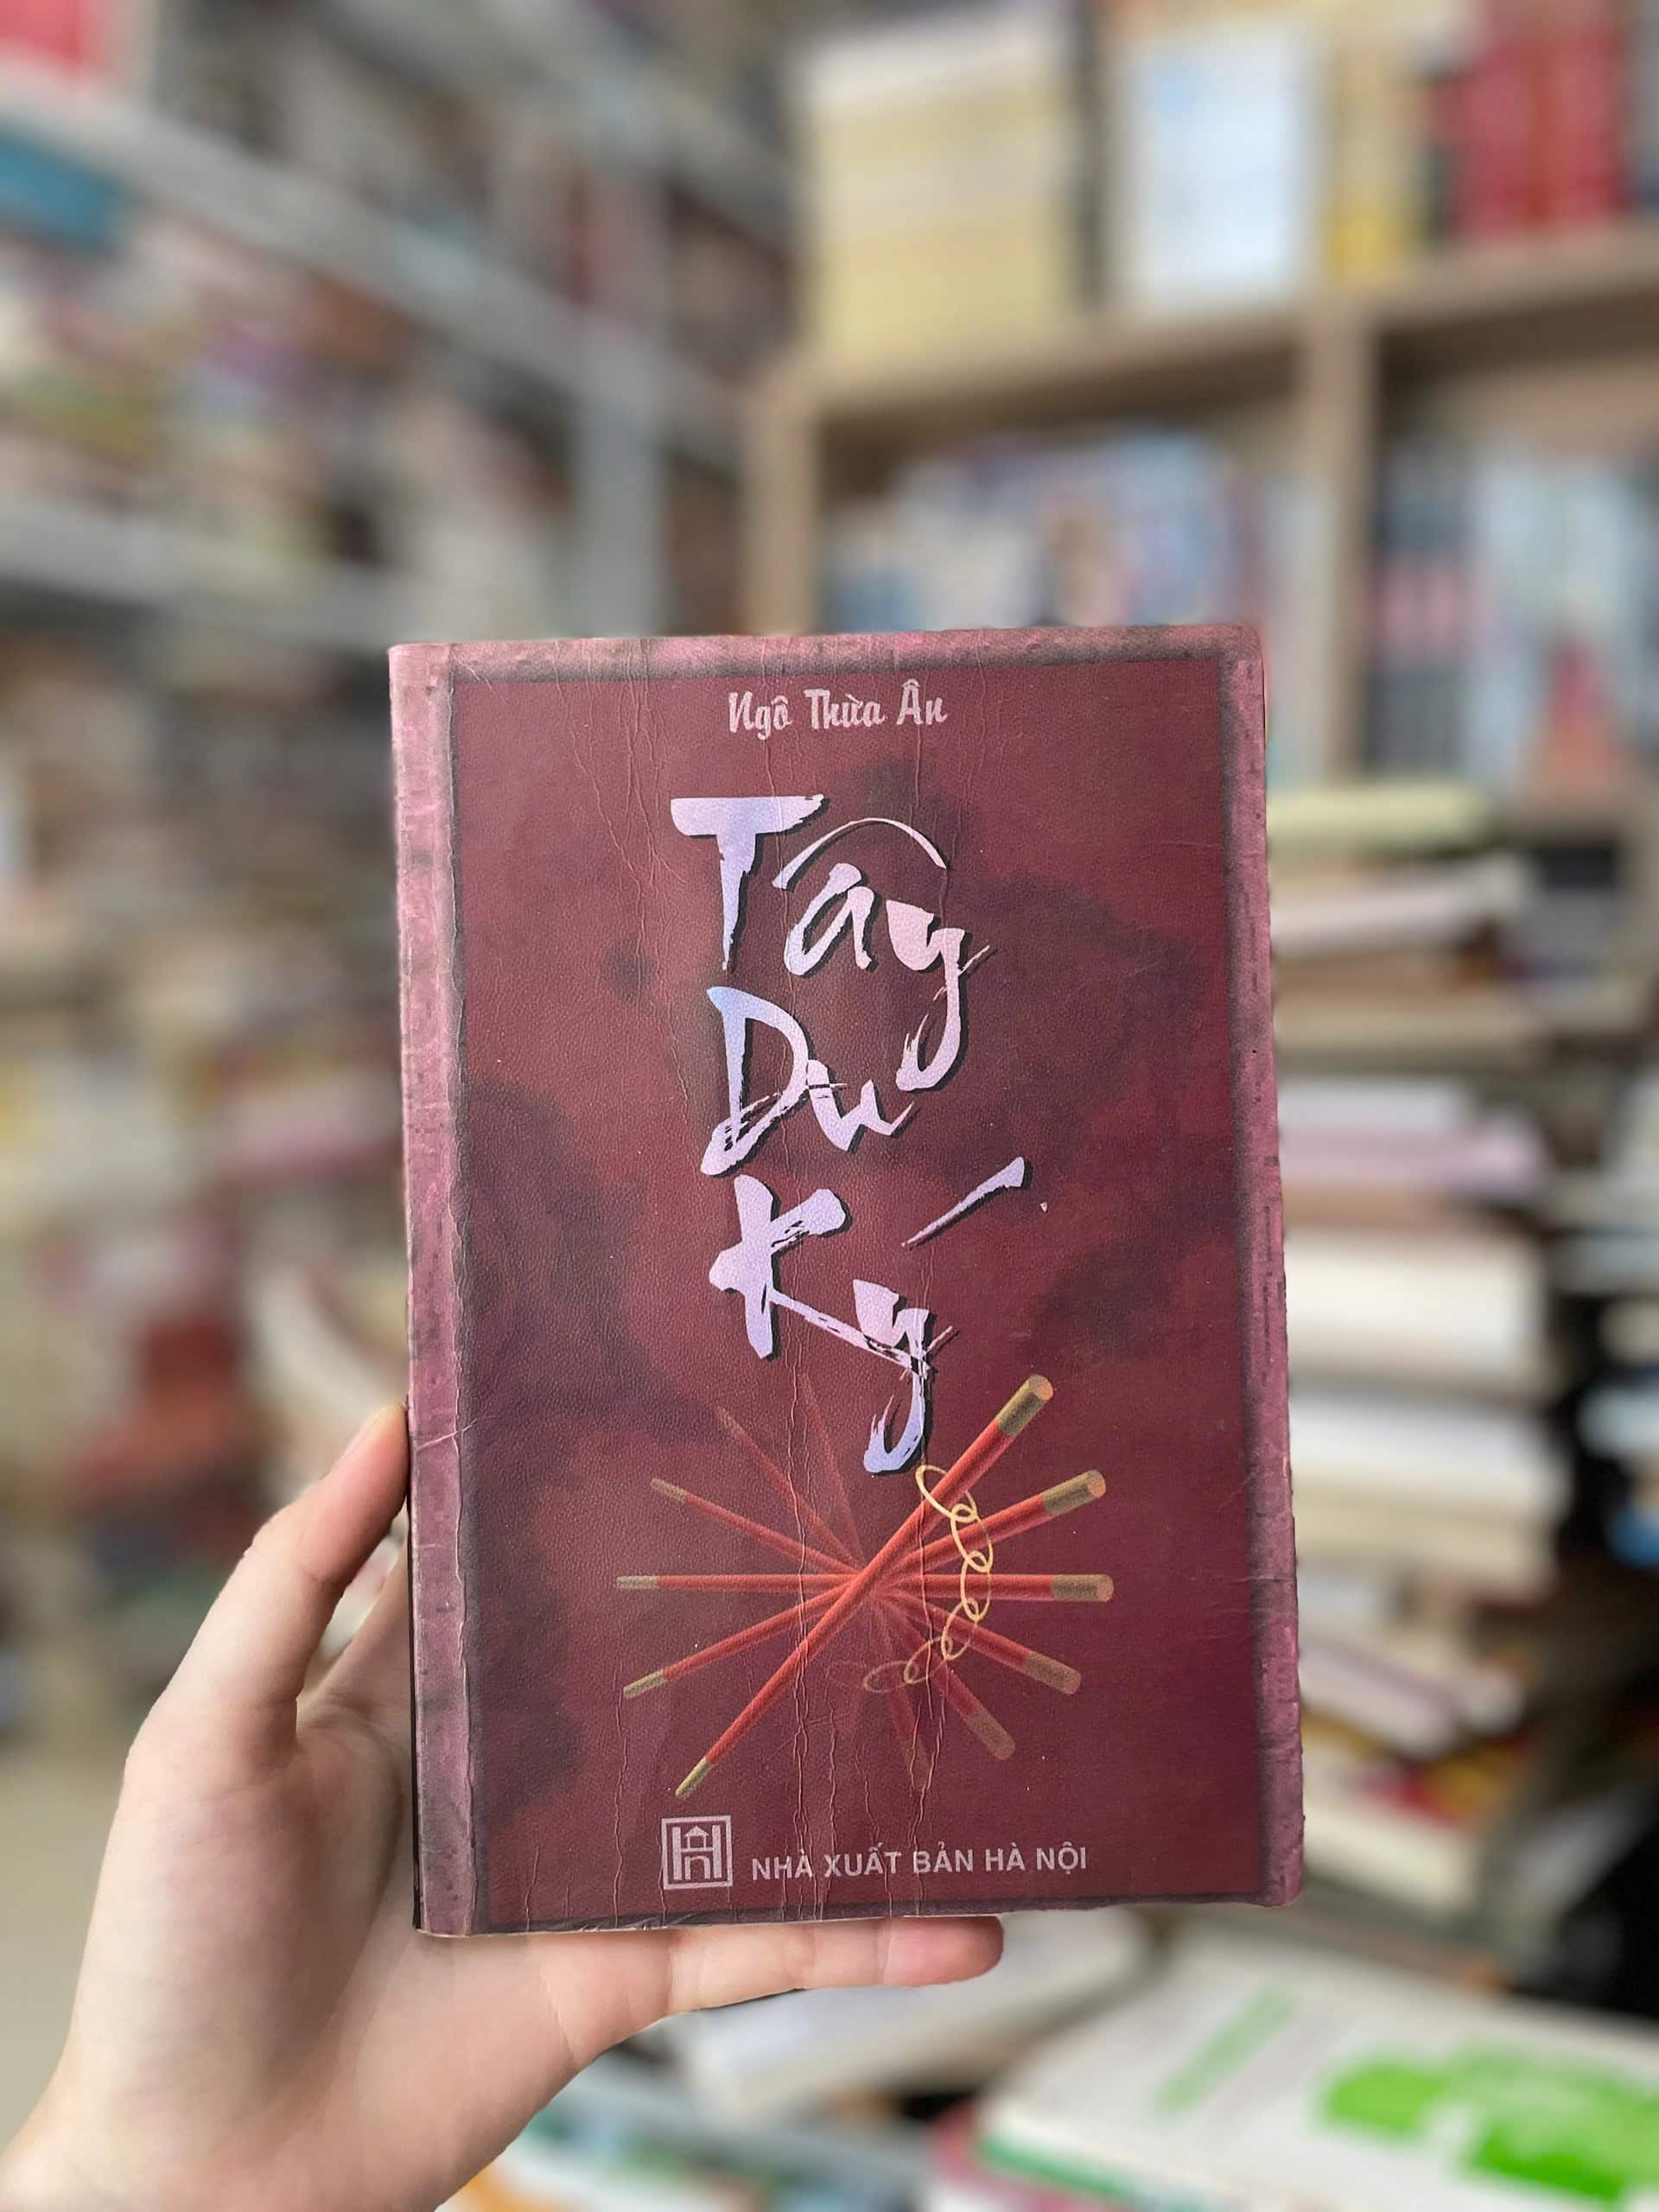 Ngô Thừa Ân
Tây
Du
Ký
NHÀ XUẤT BẢN HÀ NỘI